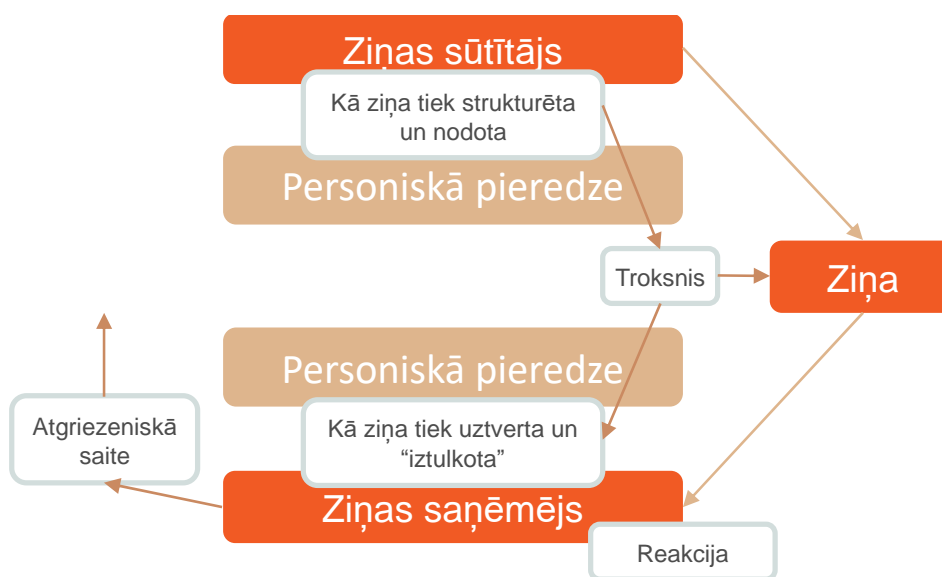 Ziņas sūtītājs
Kā ziņa tiek strukturēta
un nodota
Personiskā pieredze
Troksnis
Ziņa
Personiskā pieredze
Atgriezeniskā
saite
Kā ziņa tiek uztverta un
“iztulkota”
Ziņas saņēmējs
Reakcija